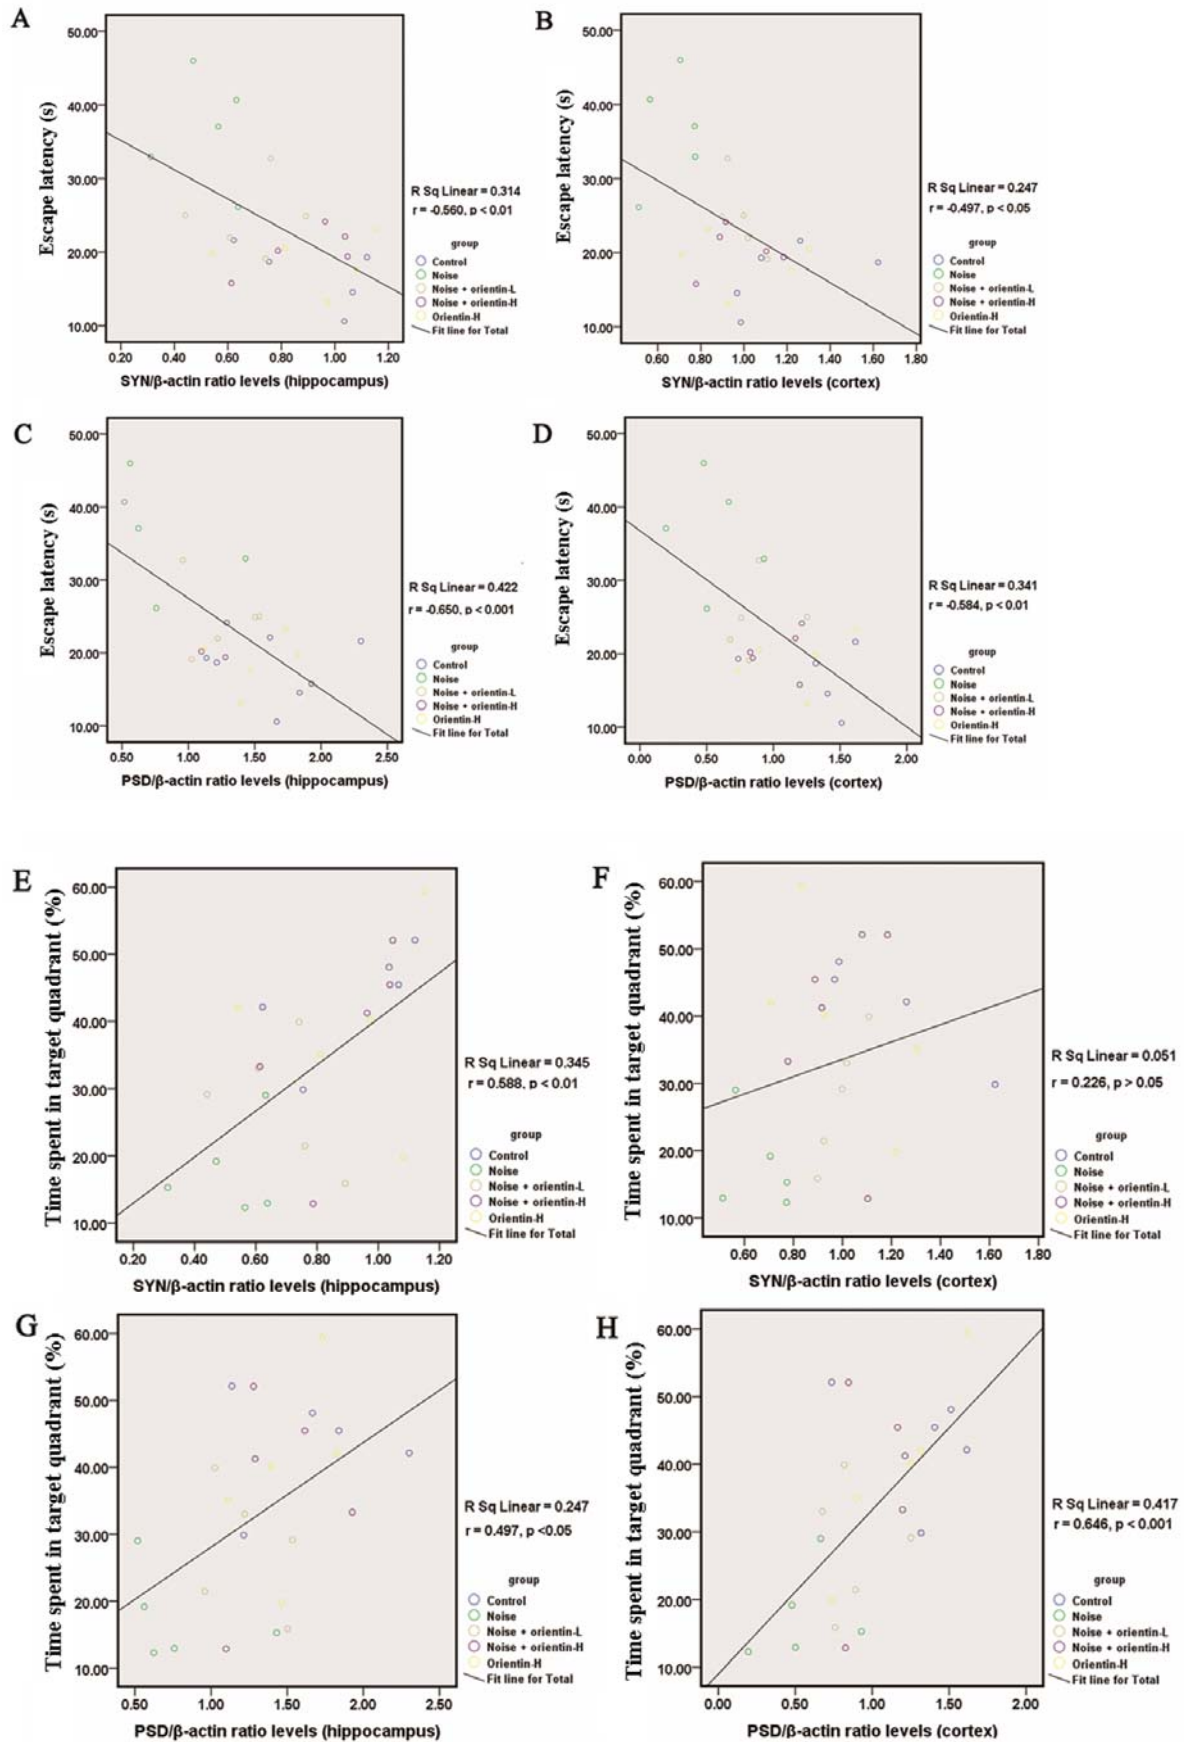 A
Escape latency (s)
50.00
40.00
30.00
20.00
10.00
0.20 0.40 0.60 0.80 1.00 1.20
SYN/β-actin ratio levels (hippocampus)
R Sq Linear = 0.314
r = -0.560, p < 0.01
group
Control
Noise
Noise + orientin-L
Noise + orientin-H
Orientin-H
Fit line for Total
B
Escape latency (s)
50.00
40.00
30.00
20.00
10.00
0.60 0.80 1.00 1.20 1.40 1.60 1.80
SYN/β-actin ratio levels (cortex)
R Sq Linear = 0.247
r = -0.497, p < 0.05
group
Control
Noise
Noise + orientin-L
Noise + orientin-H
Orientin-H
Fit line for Total
C
Escape latency (s)
50.00
40.00
30.00
20.00
10.00
0.50 1.00 1.50 2.00 2.50
PSD/β-actin ratio levels (hippocampus)
R Sq Linear = 0.422
r = -0.650, p < 0.001
group
Control
Noise
Noise + orientin-L
Noise + orientin-H
Orientin-H
Fit line for Total
D
Escape latency (s)
50.00
40.00
30.00
20.00
10.00
0.00 0.50 1.00 1.50 2.00
PSD/β-actin ratio levels (cortex)
R Sq Linear = 0.341
r = -0.584, p < 0.01
group
Control
Noise
Noise + orientin-L
Noise + orientin-H
Orientin-H
Fit line for Total
E
Time spent in target quadrant (%)
60.00
50.00
40.00
30.00
20.00
10.00
0.20 0.40 0.60 0.80 1.00 1.20
SYN/β-actin ratio levels (hippocampus)
R Sq Linear = 0.345
r = 0.588, p < 0.01
group
Control
Noise
Noise + orientin-L
Noise + orientin-H
Orientin-H
Fit line for Total
F
Time spent in target quadrant (%)
60.00
50.00
40.00
30.00
20.00
10.00
0.60 0.80 1.00 1.20 1.40 1.60 1.80
SYN/β-actin ratio levels (cortex)
R Sq Linear = 0.051
r = 0.226, p > 0.05
group
Control
Noise
Noise + orientin-L
Noise + orientin-H
Orientin-H
Fit line for Total
G
Time spent in target quadrant (%)
60.00
50.00
40.00
30.00
20.00
10.00
0.50 1.00 1.50 2.00 2.50
PSD/β-actin ratio levels (hippocampus)
R Sq Linear = 0.247
r = 0.497, p <0.05
group
Control
Noise
Noise + orientin-L
Noise + orientin-H
Orientin-H
Fit line for Total
H
Time spent in target quadrant (%)
60.00
50.00
40.00
30.00
20.00
10.00
0.00 0.50 1.00 1.50 2.00
PSD/β-actin ratio levels (cortex)
R Sq Linear = 0.417
r = 0.646, p < 0.001
group
Control
Noise
Noise + orientin-L
Noise + orientin-H
Orientin-H
Fit line for Total